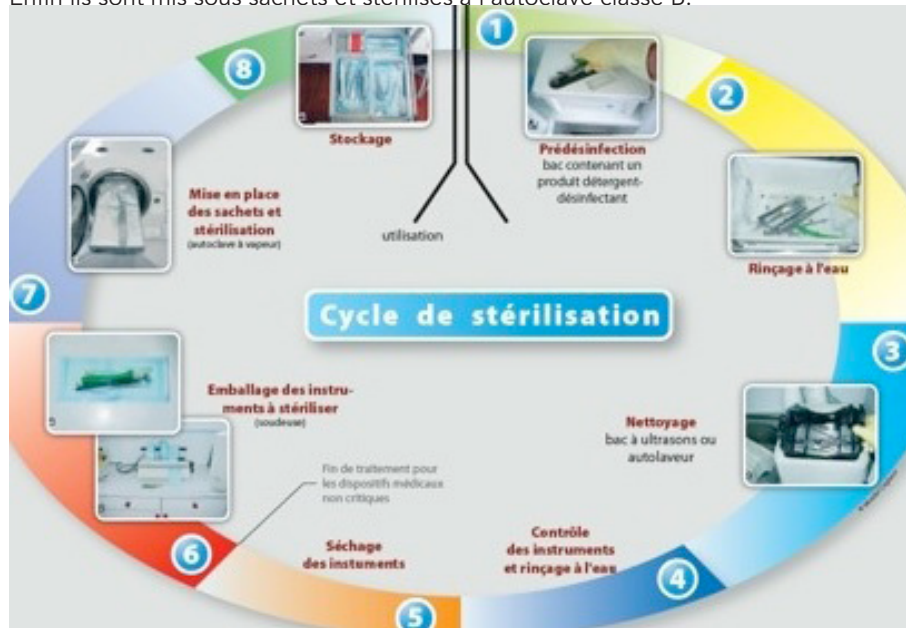 Enfin ils sont mis sous sachets et stérilisés à l'autoclave classe B.
1
Prédésinfection
bac contenant un
produit détergent-
désinfectant
2
Rinçage à l'eau
3
Nettoyage
bac à ultrasons ou
autolaveur
4
Contrôle
des instruments
et rinçage à l'eau
5
Séchage
des instuments
6
Fin de traitement pour
les dispositifs médicaux
non critiques
Emballage des instru-
ments à stériliser
(soudeuse)
7
Mise en place
des sachets et
stérilisation
(autoclave à vapeur)
8
Stockage
utilisation
Cycle de stérilisation